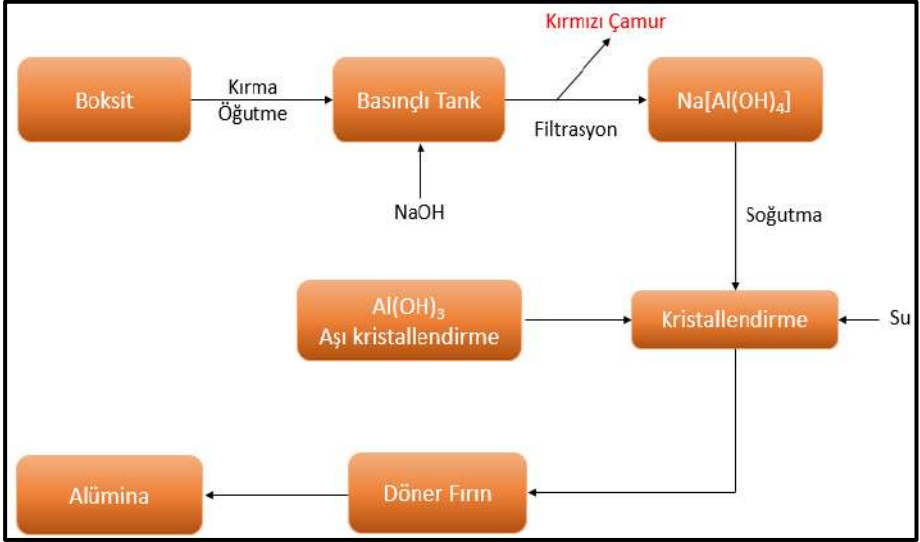 Kırmızı Çamur
Boksit
Kırma
Öğütme
Basınçlı Tank
Filtrasyon
Na[Al(OH)₄]
NaOH
Soğutma
Al(OH)₃
Aşı kristallendirme
Kristallendirme
Su
Alümina
Döner Fırın